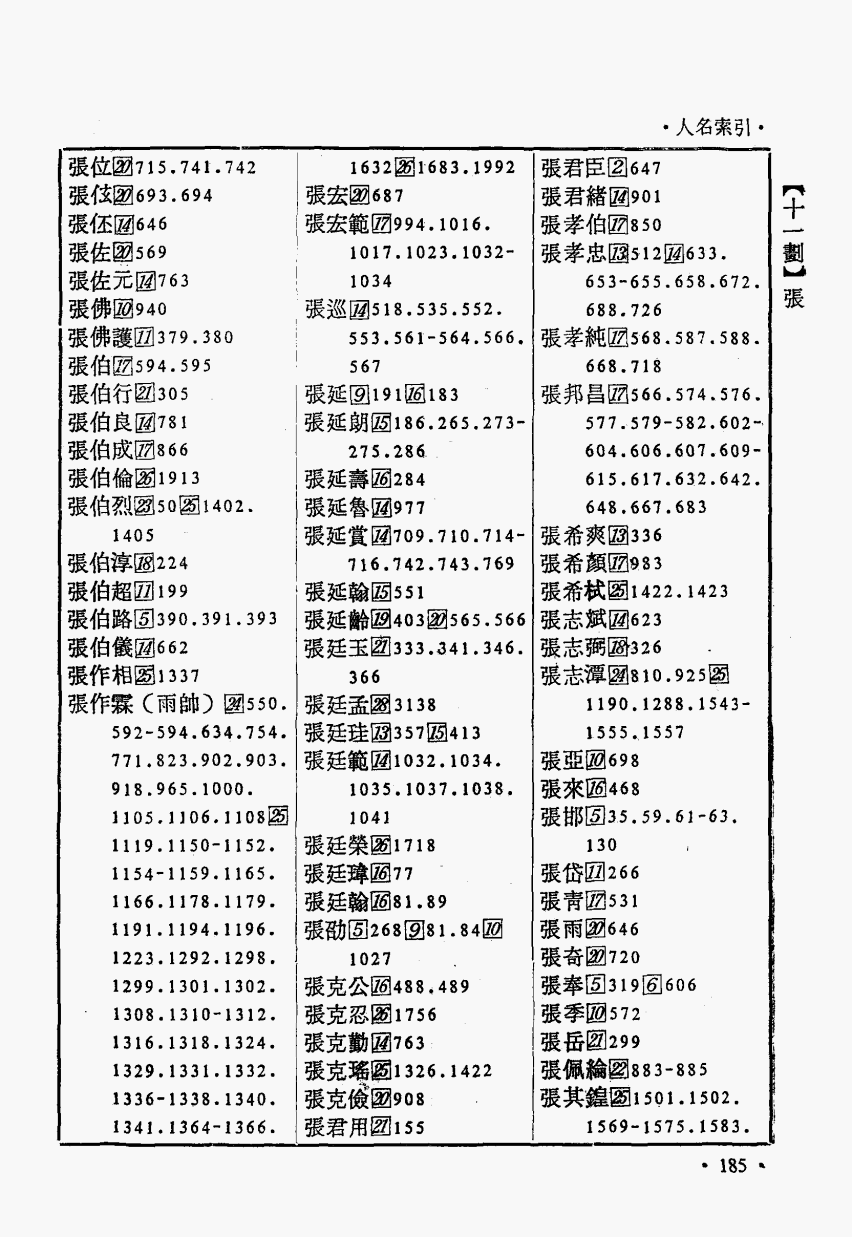 ·人名索引·
張位[20]715.741.742
張伭[20]693.694
張伾[14]646
張佐[20]569
張佐元[14]763
張佛[10]940
張佛護[11]379.380
張伯[17]594.595
張伯行[21]305
張伯良[14]781
張伯成[17]866
張伯倫[26]1913
張伯烈[23]50[25]1402.
1405
張伯淳[18]224
張伯超[11]199
張伯路[5]390.391.393
張伯儀[14]662
張作相[25]1337
張作霖（雨帥）[24]550.
592-594.634.754.
771.823.902.903.
918.965.1000.
1105.1106.1108[25]
1119.1150-1152.
1154-1159.1165.
1166.1178.1179.
1191.1194.1196.
1223.1292.1298.
1299.1301.1302.
1308.1310-1312.
1316.1318.1324.
1329.1331.1332.
1336-1338.1340.
1341.1364-1366.
1632[26]1683.1992
張宏[20]687
張宏範[17]994.1016.
1017.1023.1032-
1034
張巡[14]518.535.552.
553.561-564.566.
567
張延[9]191[16]183
張延朗[15]186.265.273-
275.286
張延壽[16]284
張延魯[14]977
張延賞[14]709.710.714-
716.742.743.769
張延翰[15]551
張延齡[19]403[20]565.566
張廷玉[21]333.341.346.
366
張廷孟[28]3138
張廷珪[13]357[15]413
張廷範[14]1032.1034.
1035.1037.1038.
1041
張廷榮[26]1718
張廷瑋[16]77
張廷翰[16]81.89
張劭[5]268[9]81.84[10]
1027
張克公[16]488.489
張克忍[26]1756
張克勤[14]763
張克瑤[25]1326.1422
張克儉[20]908
張君用[21]155
張君臣[2]647
張君緒[14]901
張孝伯[17]850
張孝忠[13]512[14]633.
653-655.658.672.
688.726
張孝純[17]568.587.588.
668.718
張邦昌[17]566.574.576.
577.579-582.602-
604.606.607.609-
615.617.632.642.
648.667.683
張希爽[13]336
張希顏[17]983
張希栻[25]1422.1423
張志斌[14]623
張志弼[18]326
張志潭[24]810.925[25]
1190.1288.1543-
1555.1557
張亞[10]698
張來[16]468
張邯[5]35.59.61-63.
130
張岱[11]266
張青[17]531
張雨[20]646
張奇[20]720
張奉[5]319[6]606
張季[10]572
張岳[21]299
張佩綸[22]883-885
張其鍠[25]1501.1502.
1569-1575.1583.
【十一劃】張
·185·